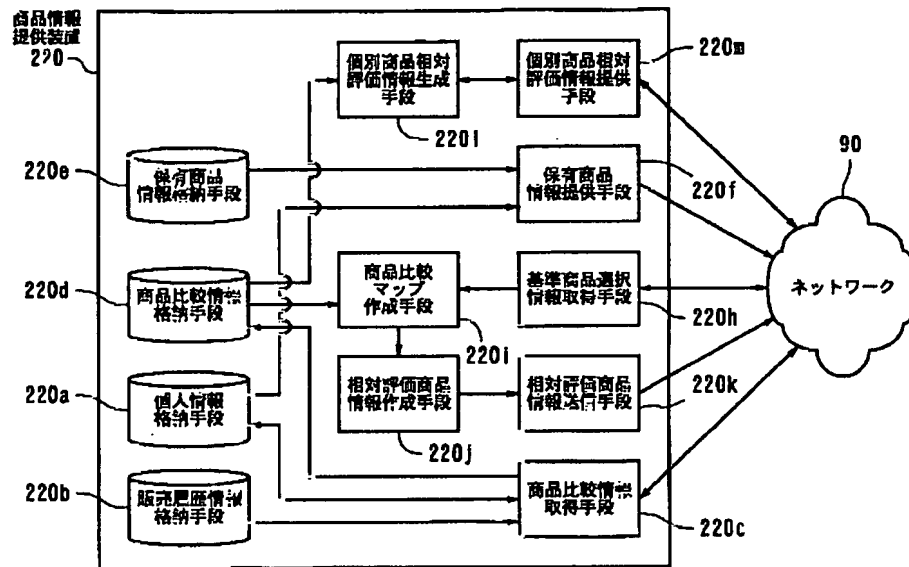 商品情報
提供装置
220
個別商品相対
評価情報生成
手段
220l
個別商品相対
評価情報提供
手段
220m
220e
保有商品
情報格納手段
保有商品
情報提供手段
220f
90
ネットワーク
220d
商品比較情報
格納手段
商品比較
マップ
作成手段
220i
基準商品選択
情報取得手段
220h
220a
個人情報
格納手段
相対評価商品
情報作成手段
220j
相対評価商品
情報送信手段
220k
220b
販売履歴情報
格納手段
商品比較情報
取得手段
220c